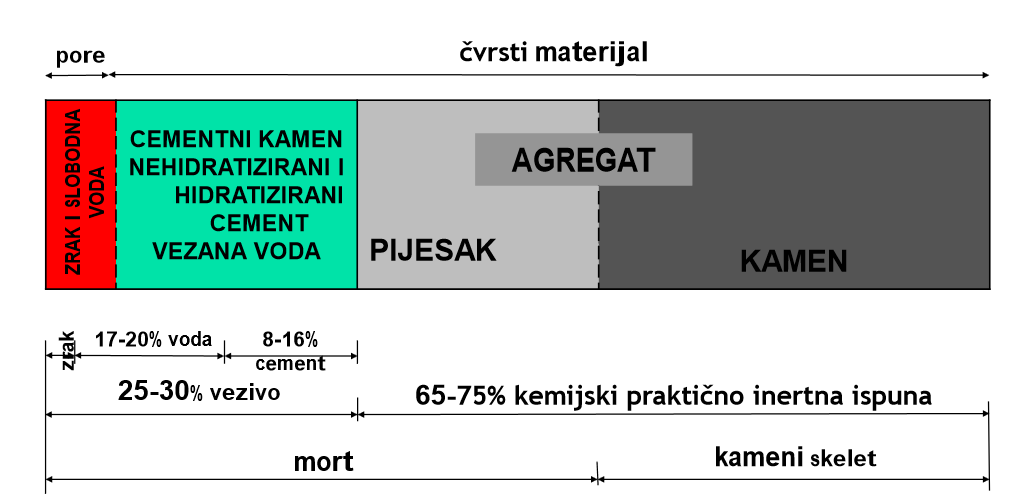 pore
čvrsti materijal
ZRAK I SLOBODNA
VODA
CEMENTNI KAMEN
NEHIDRATIZIRANI I
HIDRATIZIRANI
CEMENT
VEZANA VODA
PIJESAK
AGREGAT
KAMEN
zrak
17-20% voda
8-16%
cement
25-30% vezivo
65-75% kemijski praktično inertna ispuna
mort
kameni skelet